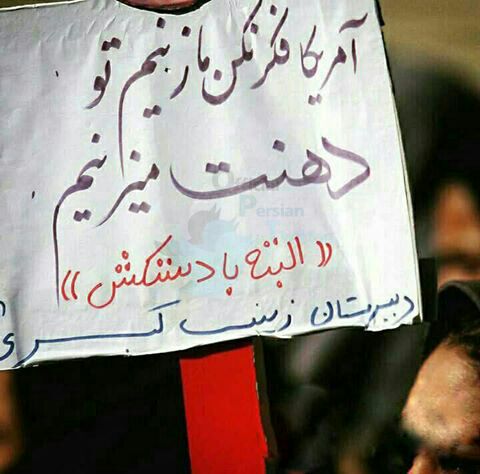 آمریکا فکر نکن ما زنیم تو
دهنت میزنیم
«البته با دستکش»
دبیرستان زینب کبری
Persian